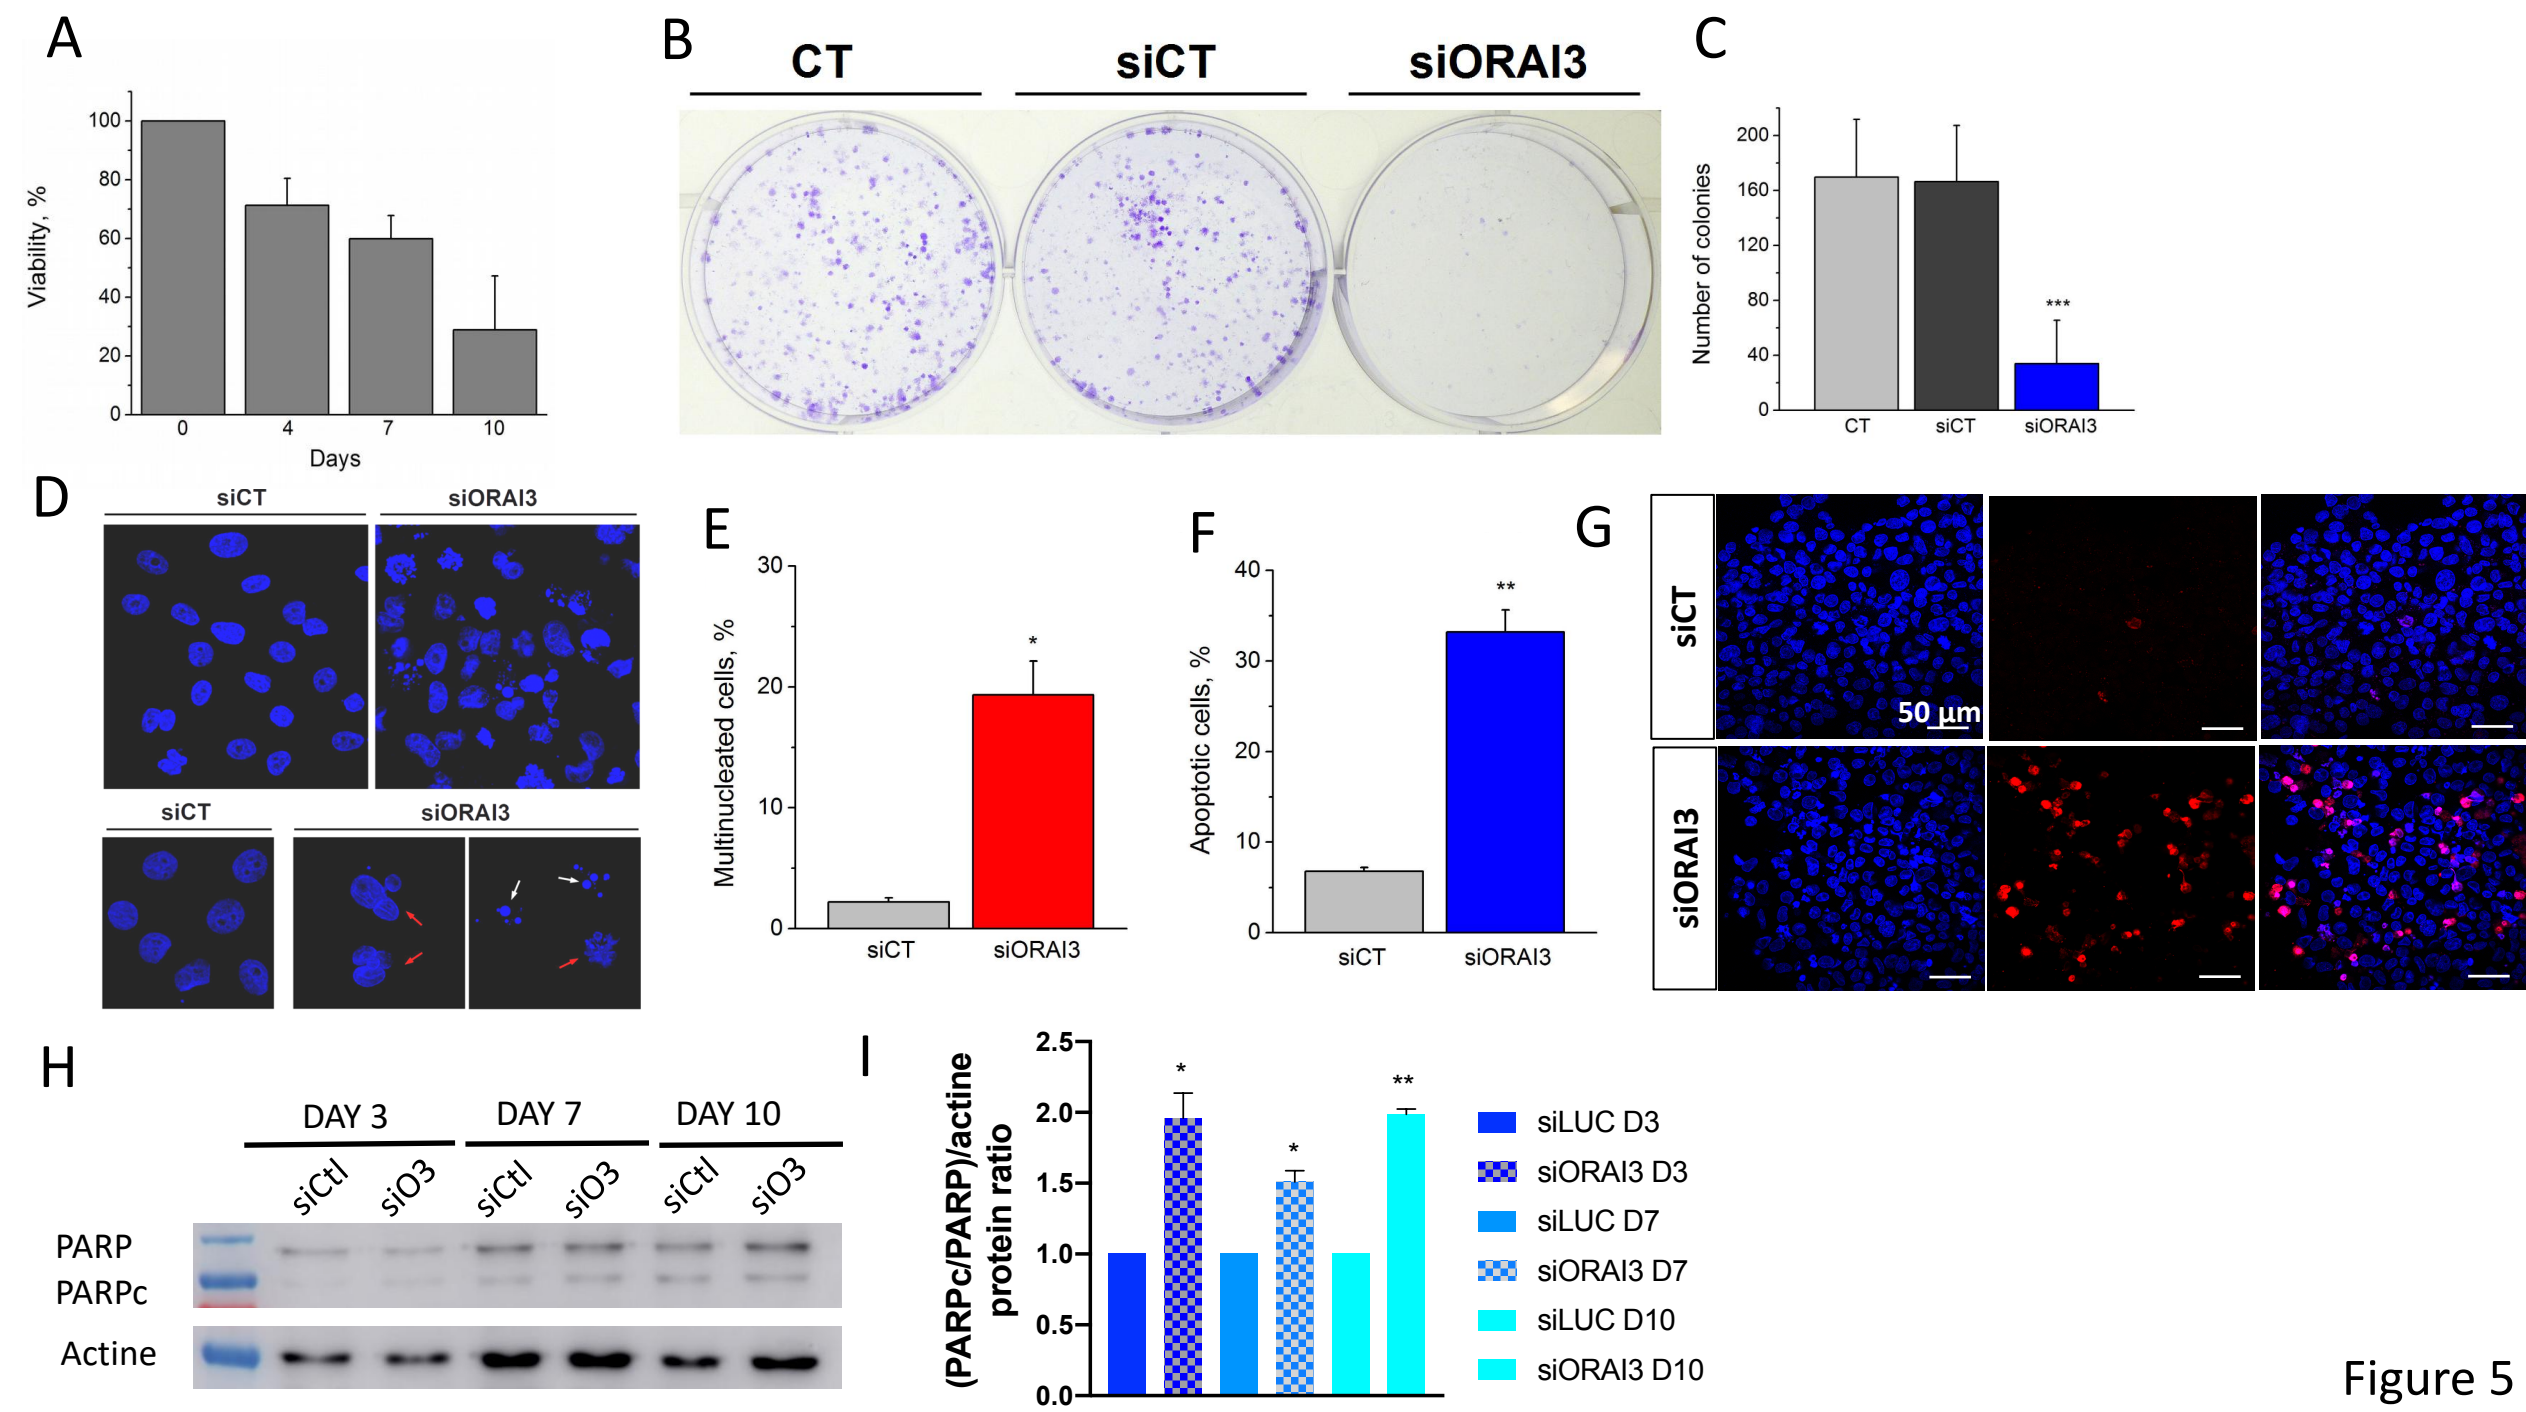 A
Viability, %
100
80
60
40
20
0
0 4 7 10
Days
B
CT siCT siORAI3
C
Number of colonies
200
160
120
80
40
0
***
CT siCT siORAI3
D
siCT siORAI3
siCT siORAI3
E
Multinucleated cells, %
30
20
10
0
*
siCT siORAI3
F
Apoptotic cells, %
40
30
20
10
0
**
siCT siORAI3
G
siCT
50 µm
siORAI3
H
DAY 3 DAY 7 DAY 10
siCtl siO3 siCtl siO3 siCtl siO3
PARP
PARPc
Actine
I
(PARPc/PARP)/actine
protein ratio
2.5
2.0
1.5
1.0
0.5
0.0
*
*
**
siLUC D3
siORAI3 D3
siLUC D7
siORAI3 D7
siLUC D10
siORAI3 D10
Figure 5